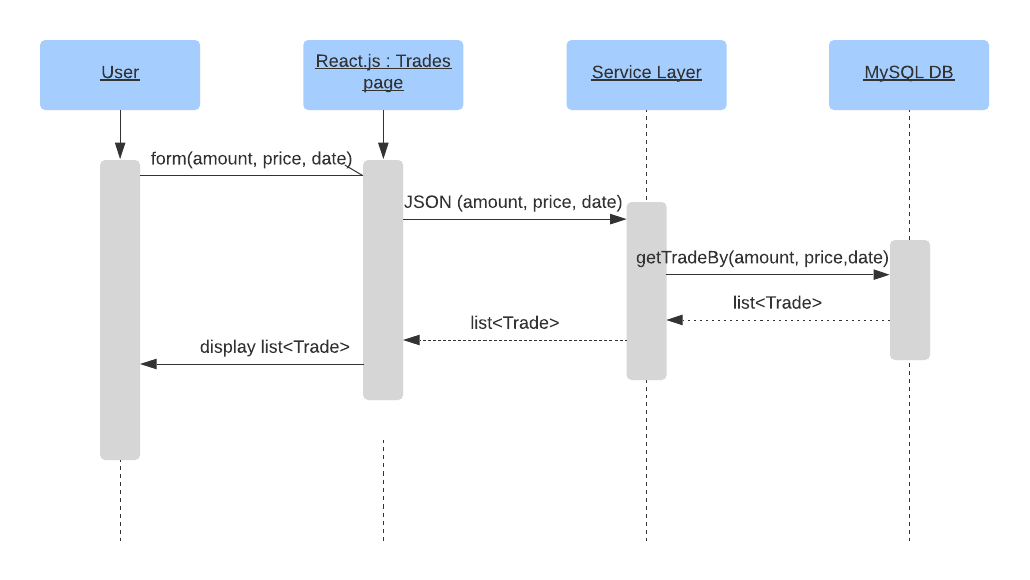 User
React.js : Trades
page
Service Layer
MySQL DB
form(amount, price, date)
JSON (amount, price, date)
getTradeBy(amount, price,date)
list<Trade>
list<Trade>
display list<Trade>